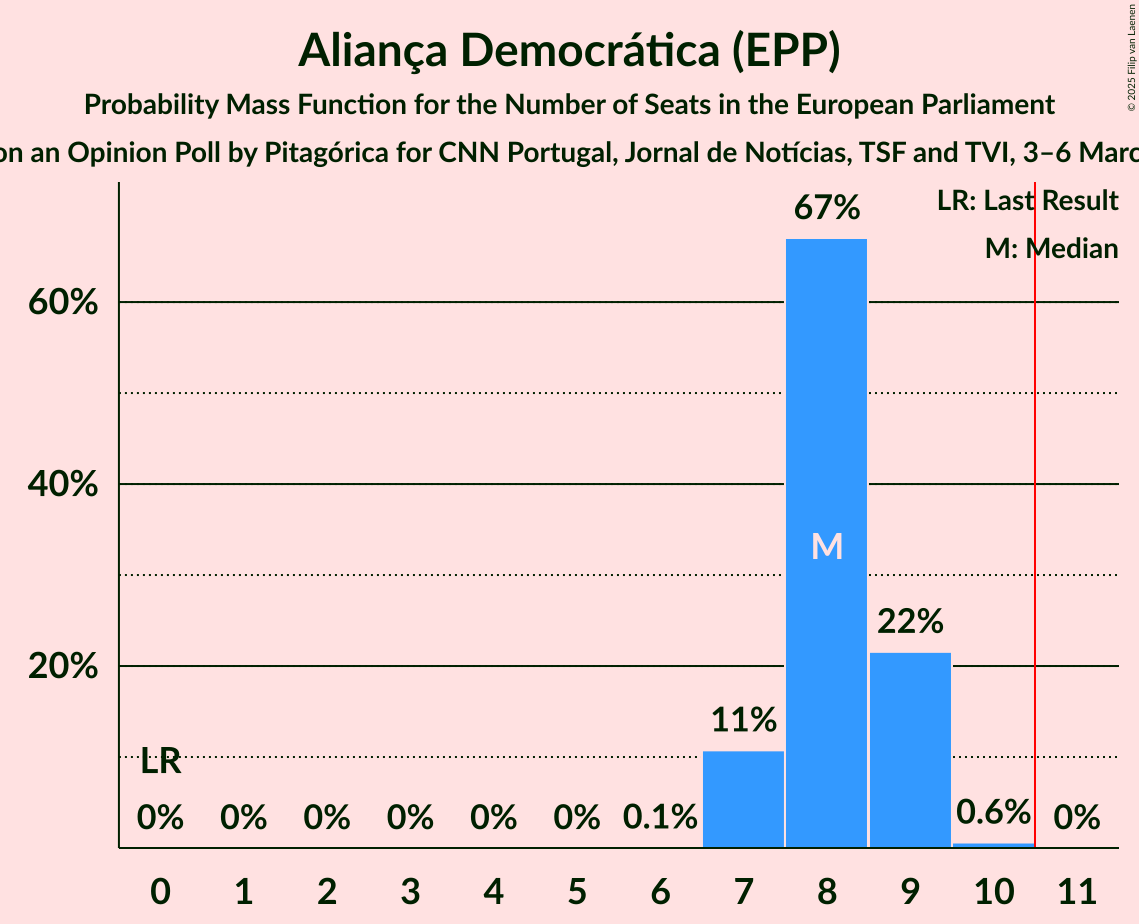 Aliança Democrática (EPP)
Probability Mass Function for the Number of Seats in the European Parliament
on an Opinion Poll by Pitagórica for CNN Portugal, Jornal de Notícias, TSF and TVI, 3–6
© 2025 Filip van Laenen
LR: Last Result
M: Median
67%
60%
40%
M
22%
20%
11%
LR
0% 0% 0% 0% 0% 0% 0.1% 0.6% 0%
0 1 2 3 4 5 6 7 8 9 10 11